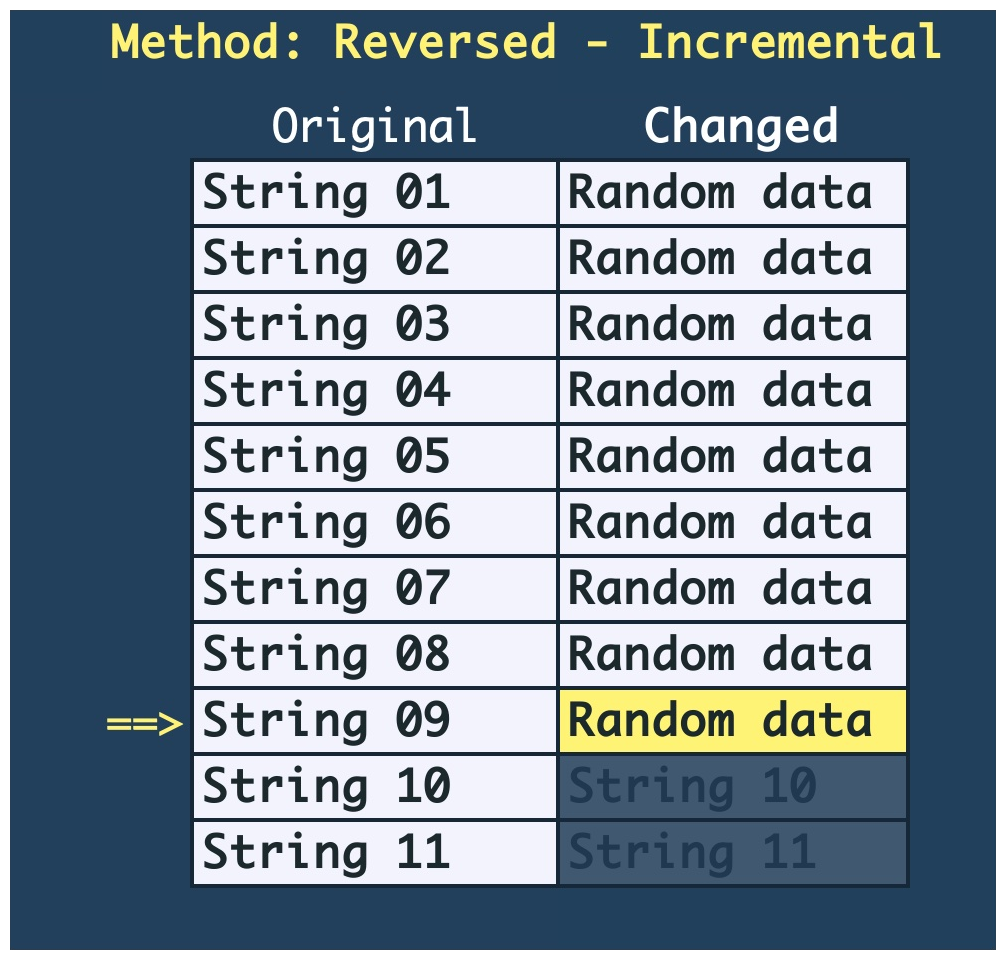 Method: Reversed - Incremental
Original Changed
String 01 Random data
String 02 Random data
String 03 Random data
String 04 Random data
String 05 Random data
String 06 Random data
String 07 Random data
String 08 Random data
==> String 09 Random data
String 10 String 10
String 11 String 11